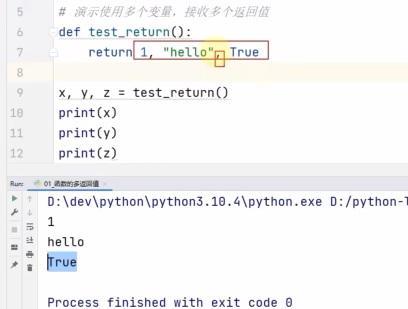 5 # 演示使用多个变量，接收多个返回值
6 def test_return():
7 return 1, "hello", True
8
9 x, y, z = test_return()
10 print(x)
11 print(y)
12 print(z)
Run: 01_函数的多返回值
D:\dev\python\python3.10.4\python.exe D:/python-
1
hello
True
Process finished with exit code 0